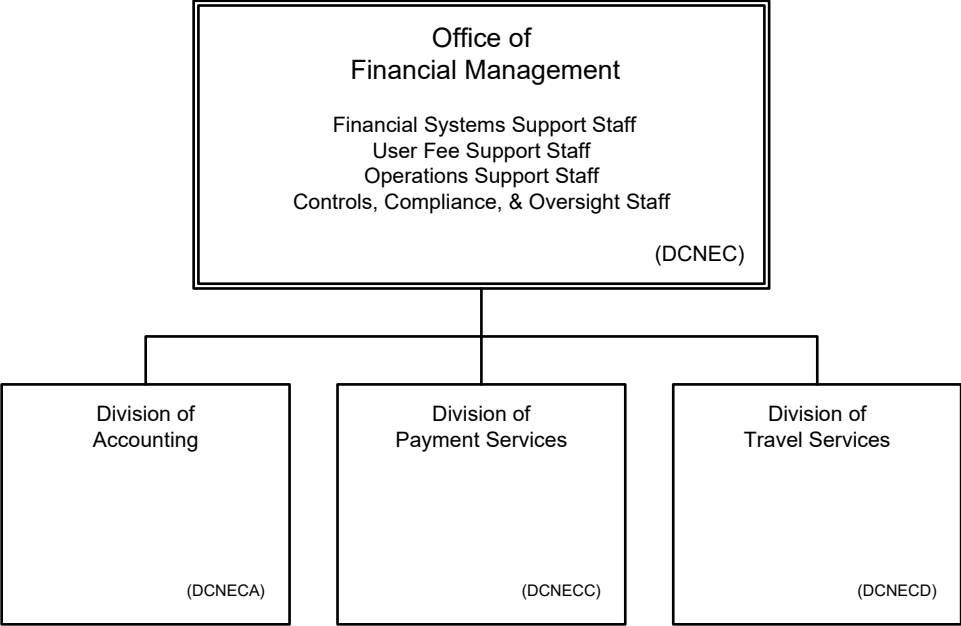 Office of
Financial Management
Financial Systems Support Staff
User Fee Support Staff
Operations Support Staff
Controls, Compliance, & Oversight Staff
(DCNEC)
Division of
Accounting
(DCNECA)
Division of
Payment Services
(DCNECC)
Division of
Travel Services
(DCNECD)